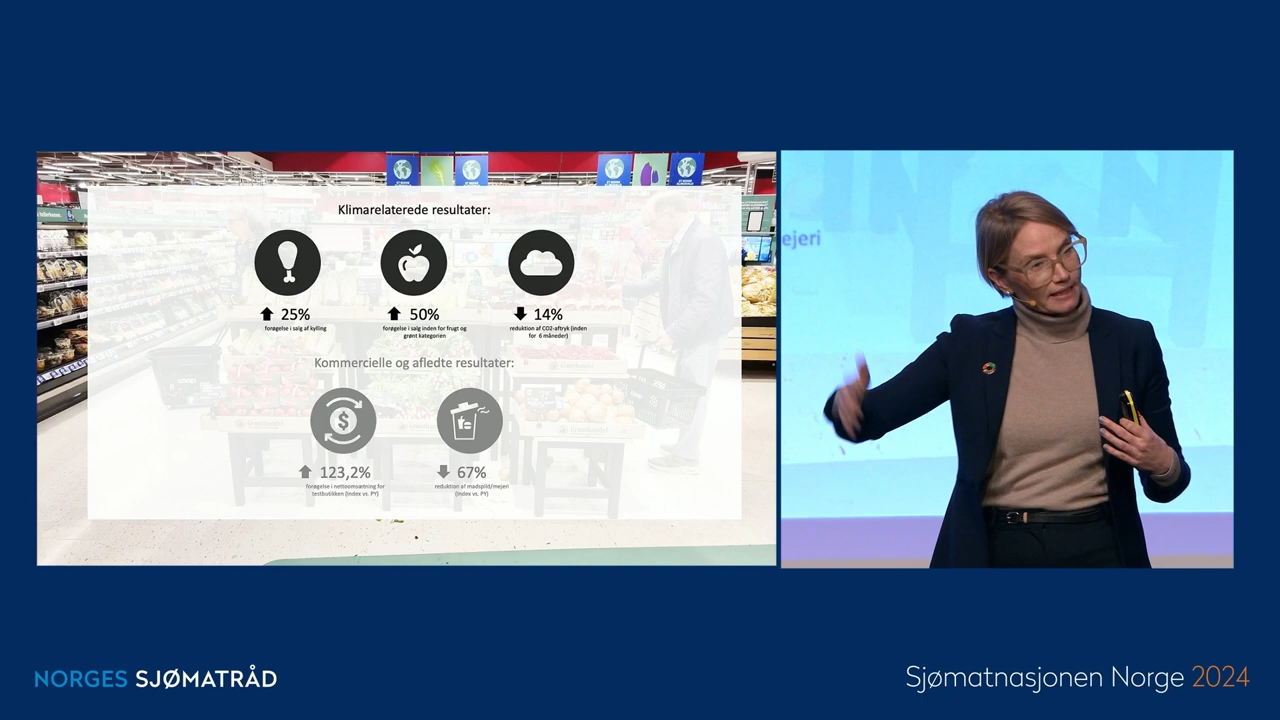 Klimarelaterede resultater:
25%
forøgelse i salg af kylling
50%
forøgelse i salg inden for frugt og
grønt kategorien
14%
reduktion af CO2-aftryk (inden
for 6 måneder)
Kommercielle og afledte resultater:
123,2%
forøgelse i nettoomsætning for
testbutikken (index vs. PY)
67%
reduktion af madspild/mejeri
(index vs. PY)
ejeri
NORGES SJØMATRÅD
Sjømatnasjonen Norge 2024